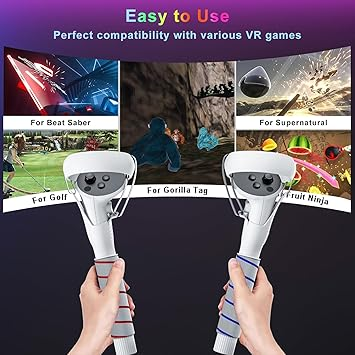 Easy to Use
Perfect compatibility with various VR games
For Beat Saber
For Supernatural
For Golf
For Gorilla Tag
Fruit Ninja